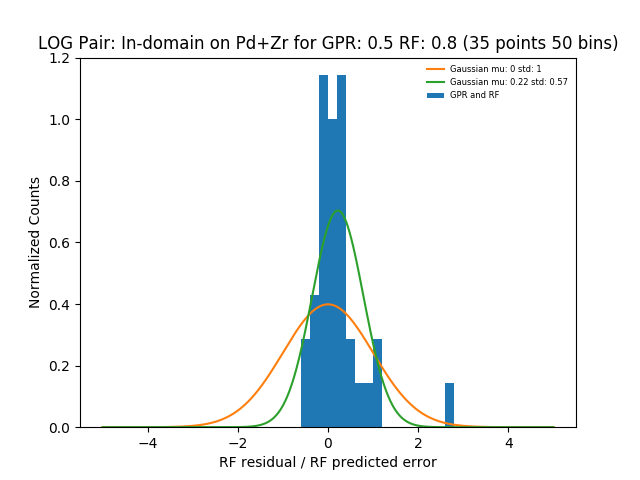 LOG Pair: In-domain on Pd+Zr for GPR: 0.5 RF: 0.8 (35 points 50 bins)
Normalized Counts
1.2
1.0
0.8
0.6
0.4
0.2
0.0
Gaussian mu: 0 std: 1
Gaussian mu: 0.22 std: 0.57
GPR and RF
−4
−2
0
2
4
RF residual / RF predicted error